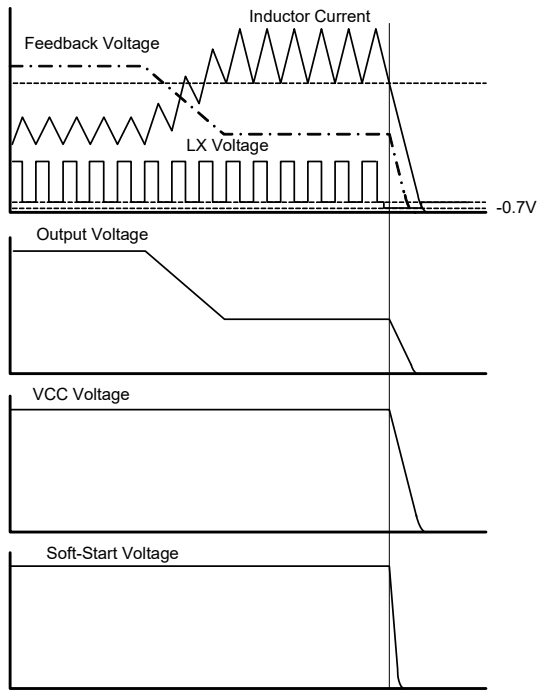 Inductor Current
Feedback Voltage
LX Voltage
-0.7V
Output Voltage
VCC Voltage
Soft-Start Voltage